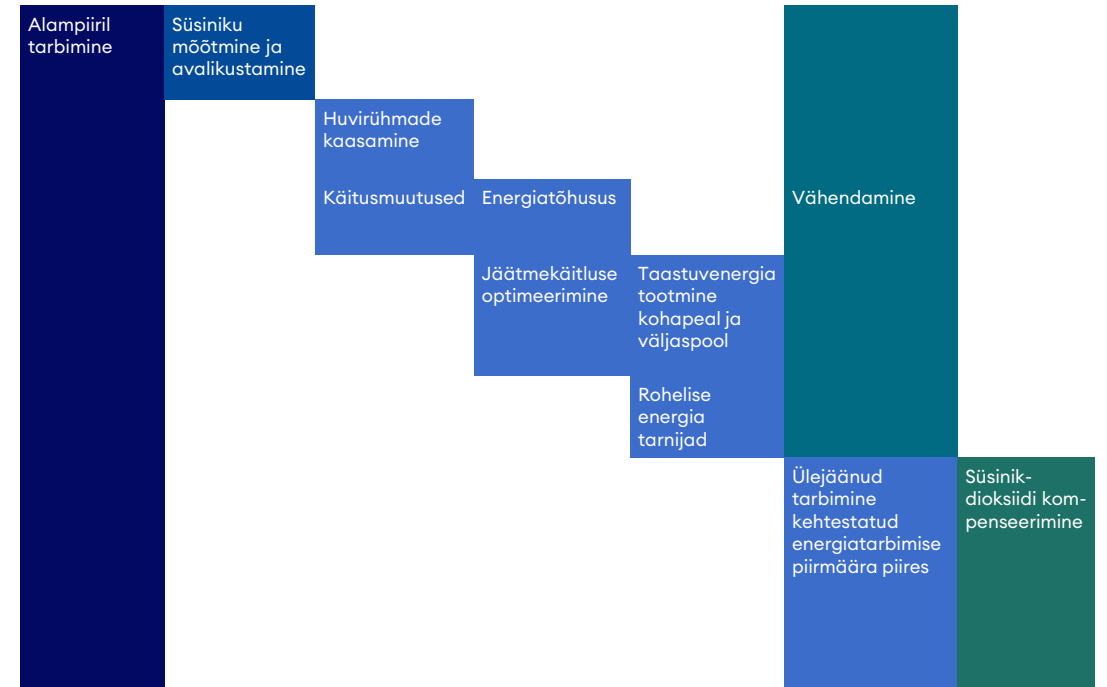 Alampiiril
tarbimine
Süsiniku
mõõtmine ja
avalikustamine
Huvirühmade
kaasamine
Käitusmuutused
Energiatõhusus
Jäätmekäitluse
optimeerimine
Taastuvenergia
tootmine
kohapeal ja
väljaspool
Rohelise
energia
tarnijad
Vähendamine
Ülejäänud
tarbimine
kehtestatud
energiatarbimise
piirmäära piires
Süsinik-
dioksiidi kom-
penseerimine